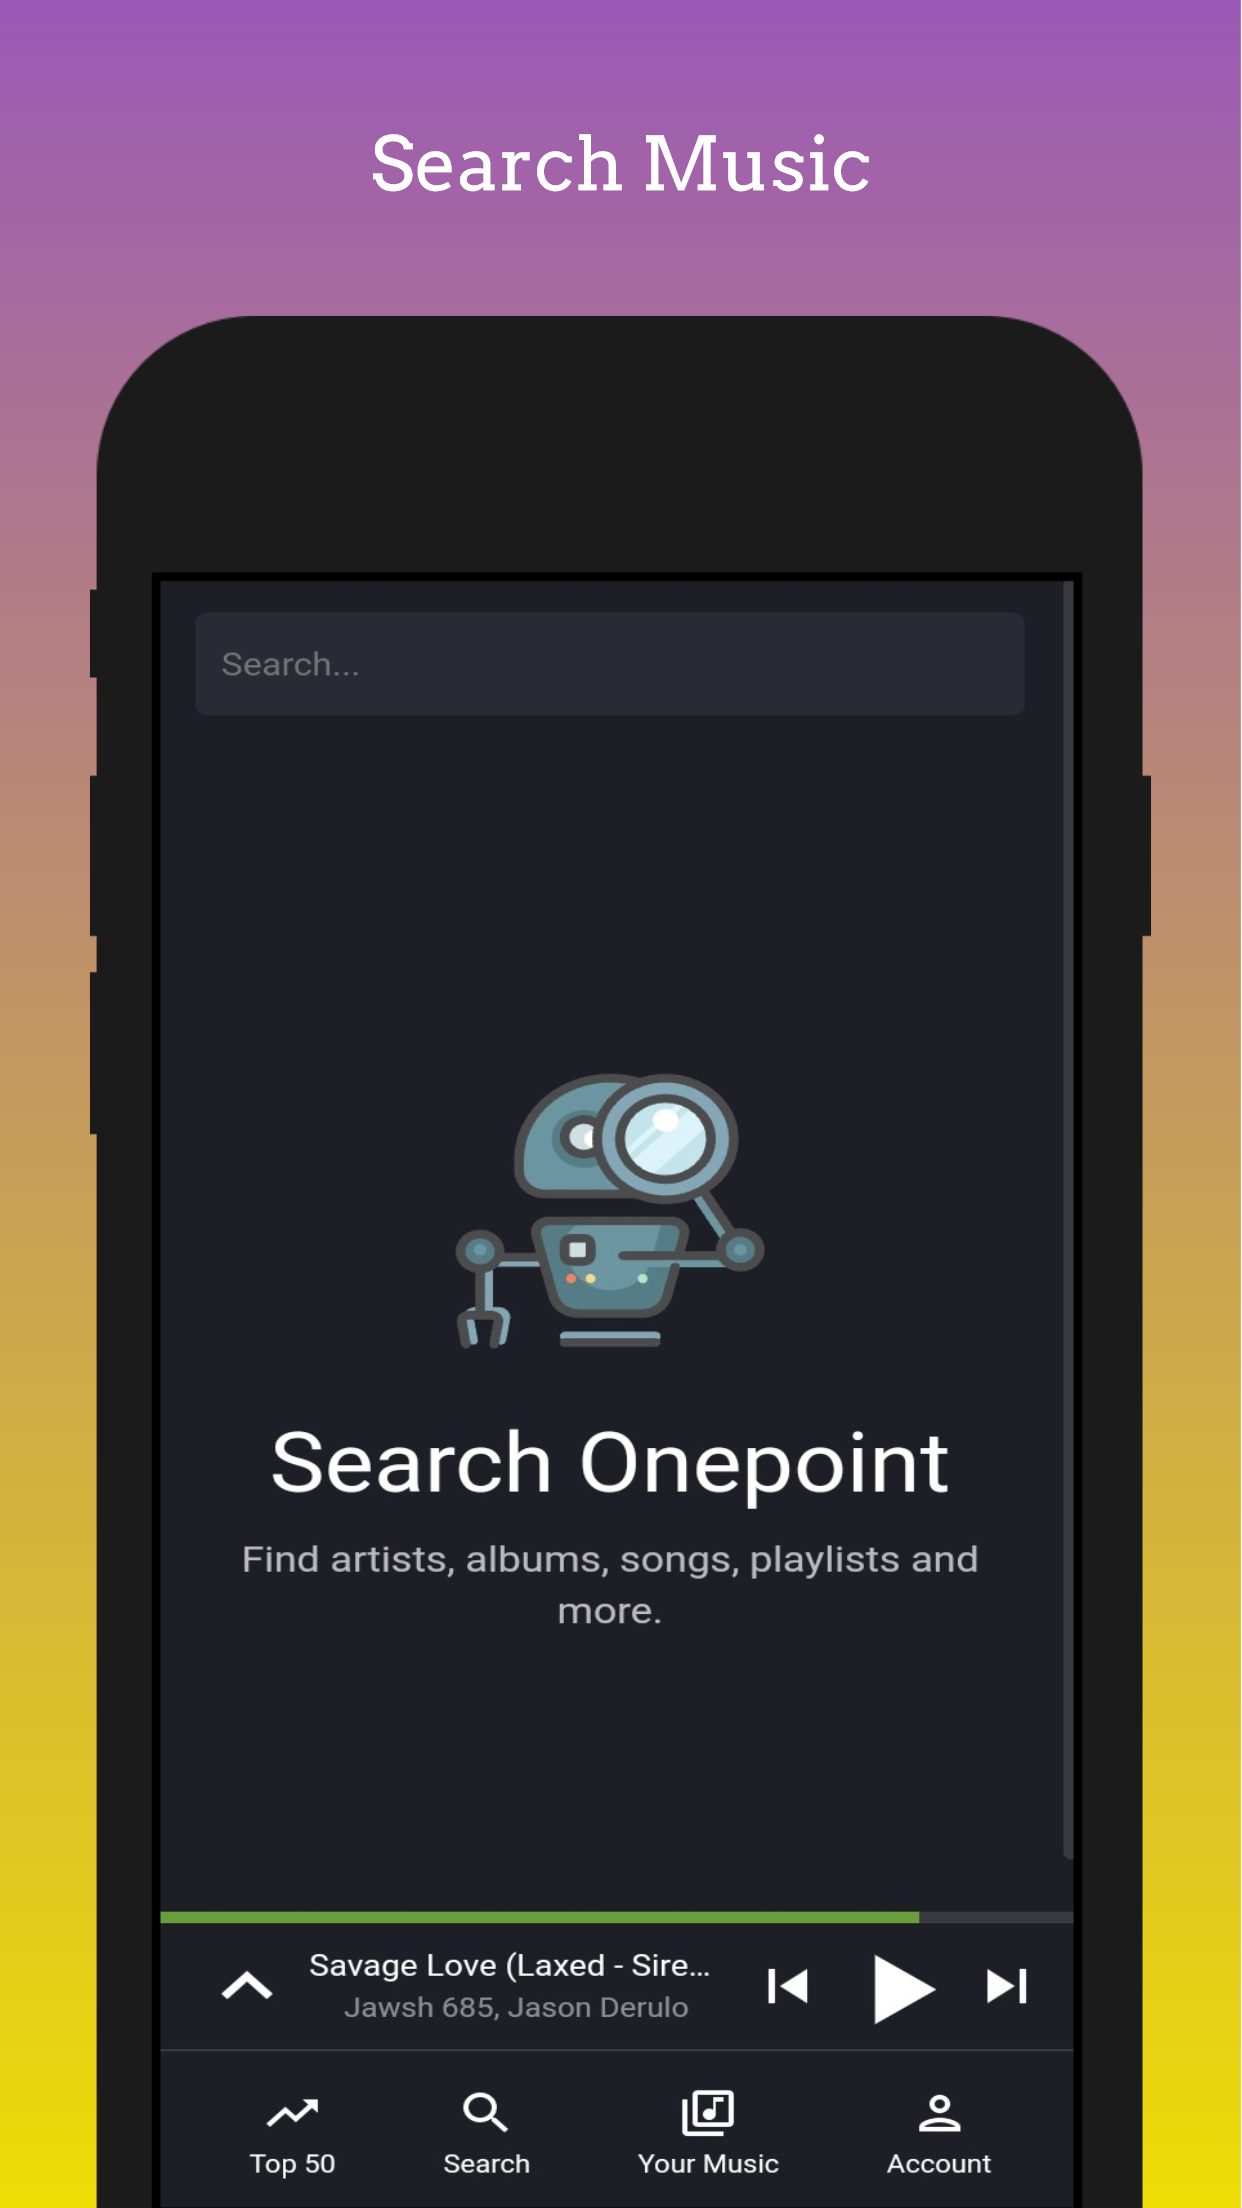 Search Music
Search...
Search Onepoint
Find artists, albums, songs, playlists and
more.
Savage Love (Laxed - Sire...
Jawsh 685, Jason Derulo
Top 50
Search
Your Music
Account